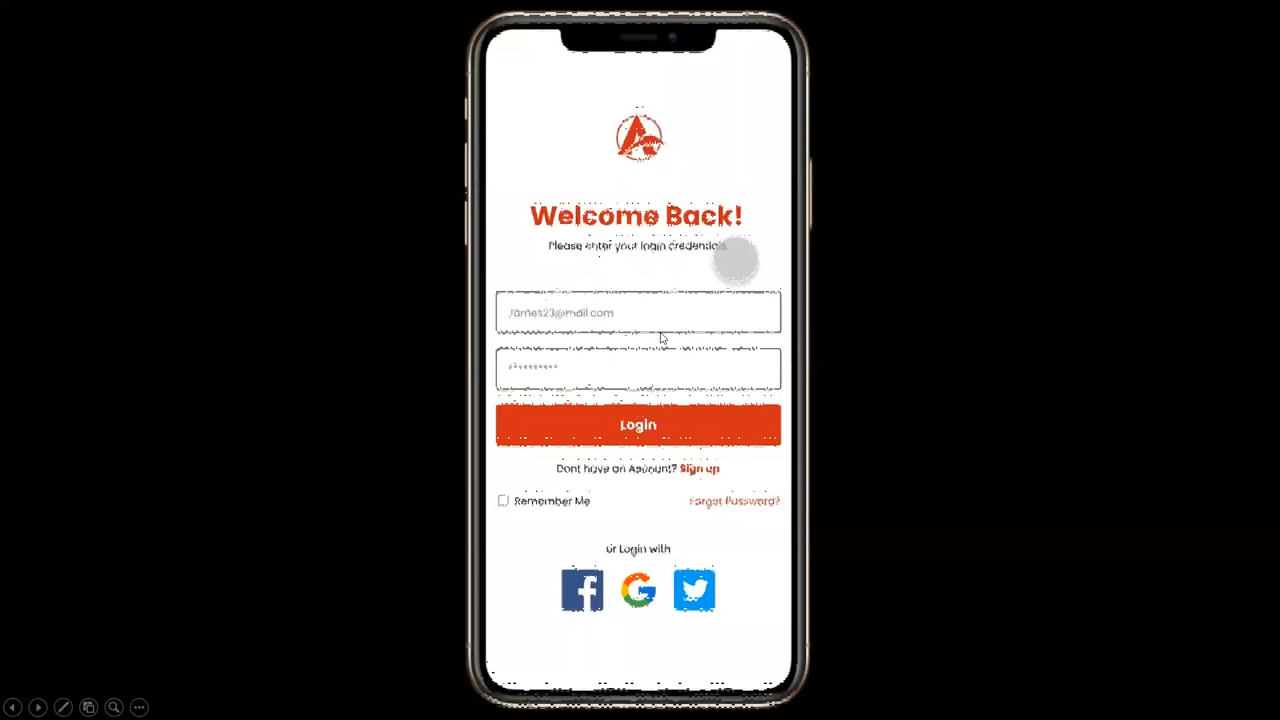 Welcome Back!
Please enter your login credentials.
James23@mail.com
Login
Dont have an Account? Sign up
Remember Me
Forgot Password?
or Login with